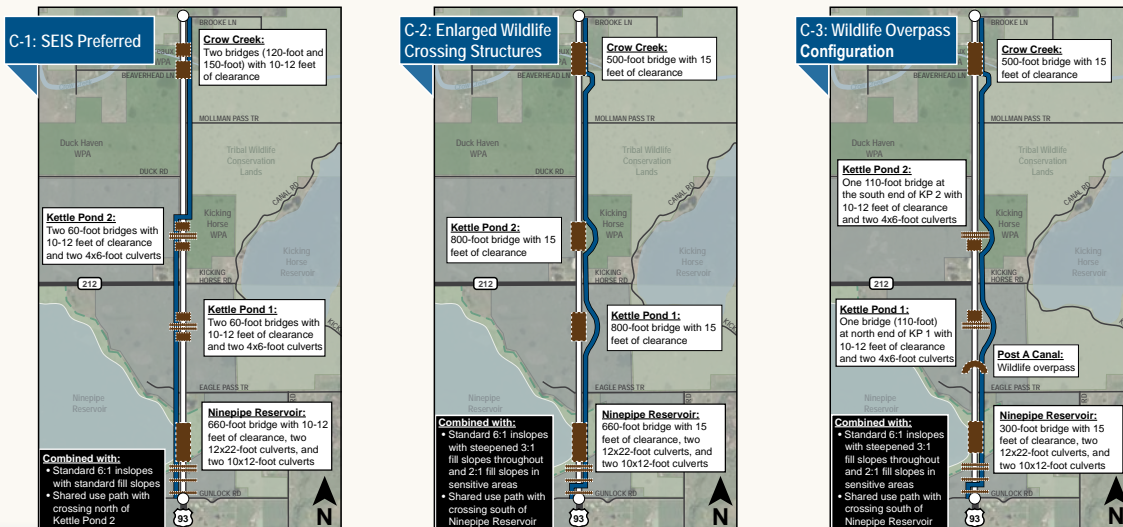 C-1: SEIS Preferred
BROOKE LN
Crow Creek:
Two bridges (120-foot and
150-foot) with 10-12 feet
of clearance
WPA
BEAVERHEAD LN
MOLLMAN PASS TR
Duck Haven
WPA
Tribal Wildlife
Conservation
Lands
DUCK RD
CANAL RD
Kettle Pond 2:
Two 60-foot bridges with
10-12 feet of clearance
and two 4x6-foot culverts
Kicking
Horse
WPA
Kicking
Horse
Reservoir
KICKING
HORSE RD
212
Kettle Pond 1:
Two 60-foot bridges with
10-12 feet of clearance
and two 4x6-foot culverts
EAGLE PASS TR
Ninepipe
Reservoir
Ninepipe Reservoir:
660-foot bridge with 10-12
feet of clearance, two
12x22-foot culverts, and
two 10x12-foot culverts
Combined with:
• Standard 6:1 inslopes
with standard fill slopes
• Shared use path with
crossing north of
Kettle Pond 2
GUNLOCK RD
93
N
C-2: Enlarged Wildlife
Crossing Structures
BROOKE LN
Crow Creek:
500-foot bridge with 15
feet of clearance
WPA
BEAVERHEAD LN
MOLLMAN PASS TR
Duck Haven
WPA
Tribal Wildlife
Conservation
Lands
DUCK RD
CANAL RD
Kettle Pond 2:
800-foot bridge with 15
feet of clearance
Kicking
Horse
WPA
Kicking
Horse
Reservoir
KICKING
HORSE RD
212
Kettle Pond 1:
800-foot bridge with 15
feet of clearance
EAGLE PASS TR
Ninepipe
Reservoir
Ninepipe Reservoir:
660-foot bridge with 15
feet of clearance, two
12x22-foot culverts, and
two 10x12-foot culverts
Combined with:
• Standard 6:1 inslopes
with steepened 3:1
fill slopes throughout
and 2:1 fill slopes in
sensitive areas
• Shared use path with
crossing south of
Ninepipe Reservoir
GUNLOCK RD
93
N
C-3: Wildlife Overpass
Configuration
BROOKE LN
Crow Creek:
500-foot bridge with 15
feet of clearance
WPA
BEAVERHEAD LN
MOLLMAN PASS TR
Duck Haven
WPA
Tribal Wildlife
Conservation
Lands
CANAL RD
Kettle Pond 2:
One 110-foot bridge at
the south end of KP 2 with
10-12 feet of clearance
and two 4x6-foot culverts
Kicking
Horse
WPA
Kicking
Horse
Reservoir
KICKING
HORSE RD
212
Kettle Pond 1:
One bridge (110-foot)
at north end of KP 1 with
10-12 feet of clearance
and two 4x6-foot culverts
Post A Canal:
Wildlife overpass
EAGLE PASS TR
Ninepipe
Reservoir
Ninepipe Reservoir:
300-foot bridge with 15
feet of clearance, two
12x22-foot culverts, and
two 10x12-foot culverts
Combined with:
• Standard 6:1 inslopes
with steepened 3:1
fill slopes throughout
and 2:1 fill slopes in
sensitive areas
• Shared use path with
crossing south of
Ninepipe Reservoir
GUNLOCK RD
93
N